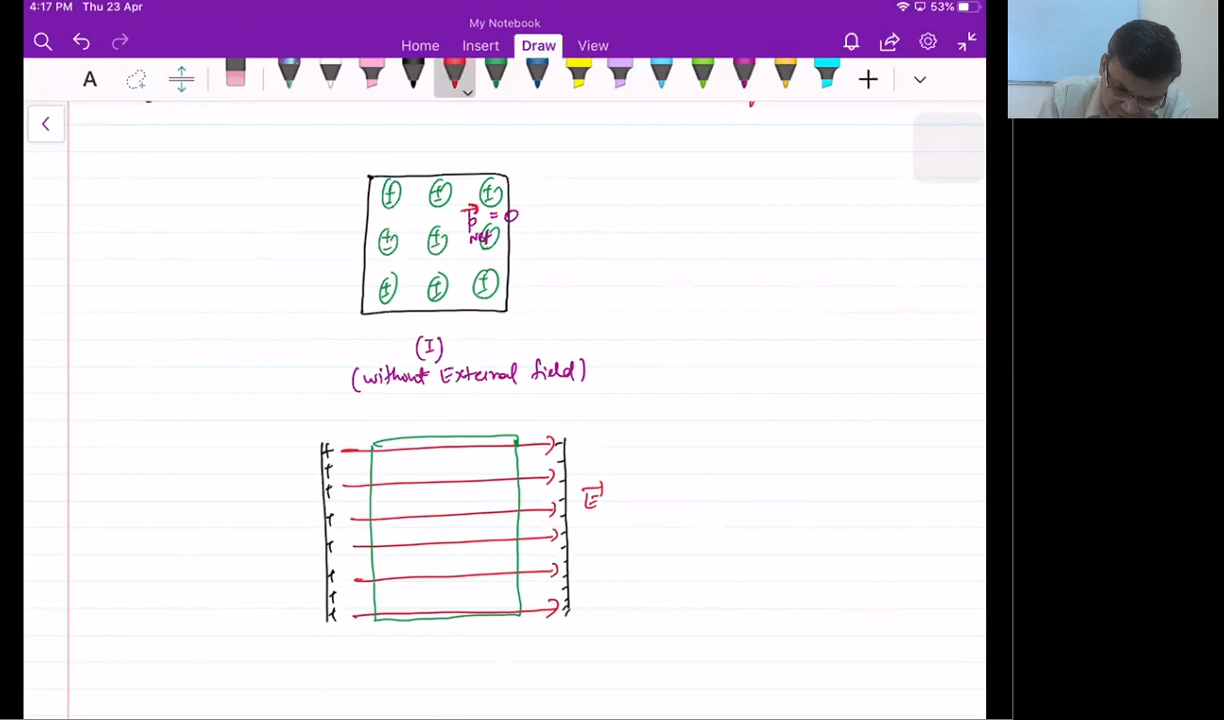 4:17 PM Thu 23 Apr
53%
My Notebook
Home Insert Draw View
A
± ± ±
p = 0
Net
± ± 
± ± ±
(I)
(without External field)
+ + + + + + + +
E